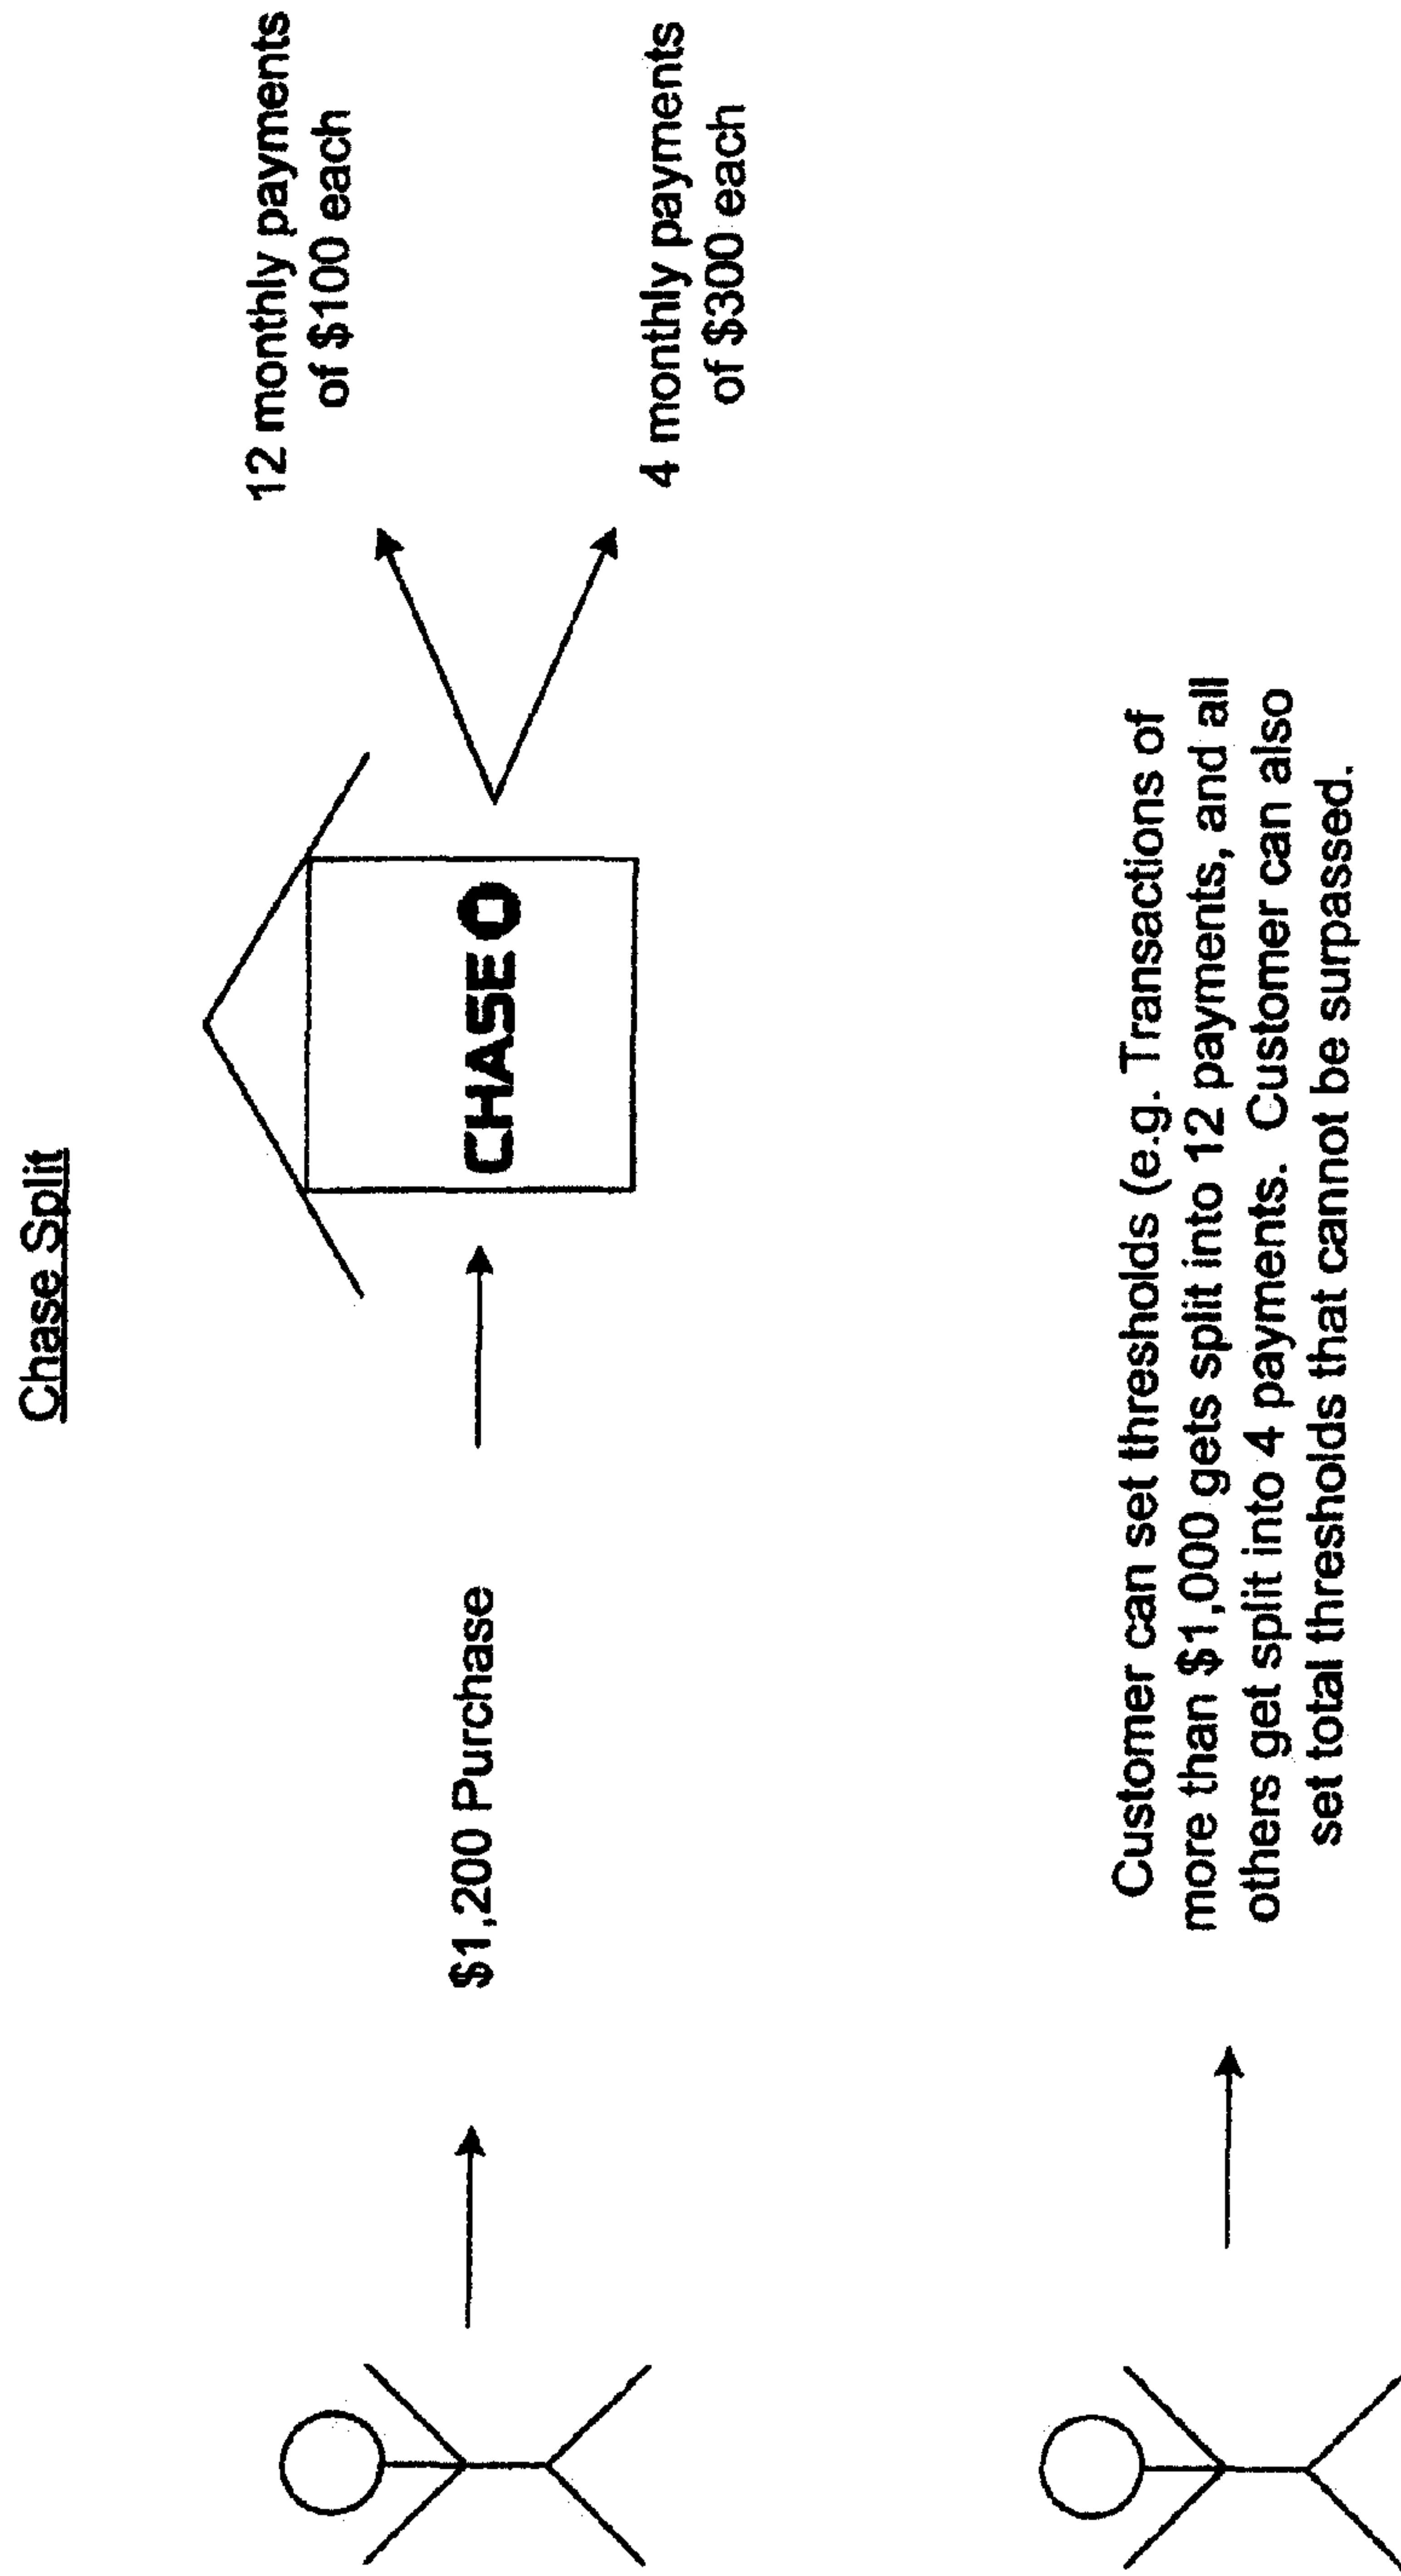 Chase Split
$1,200 Purchase
CHASE
12 monthly payments
of $100 each
4 monthly payments
of $300 each
Customer can set thresholds (e.g. Transactions of
more than $1,000 gets split into 12 payments, and all
others get split into 4 payments. Customer can also
set total thresholds that cannot be surpassed.